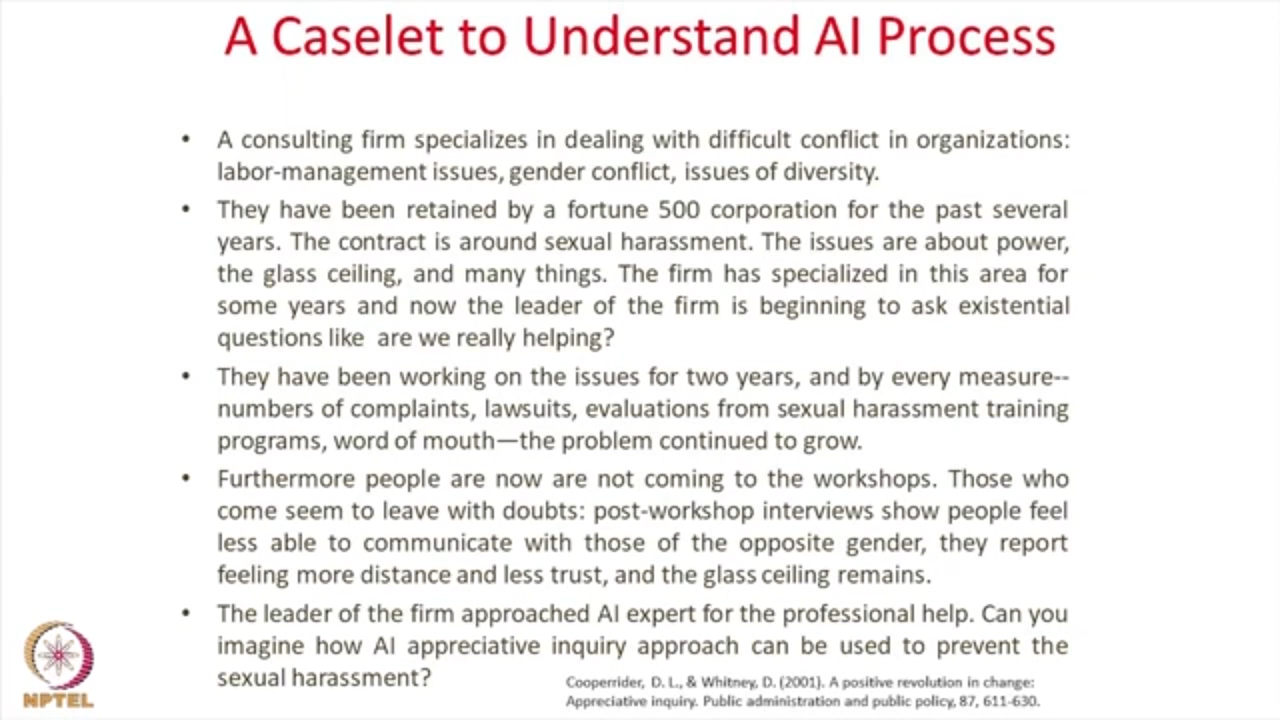 A Caselet to Understand AI Process
• A consulting firm specializes in dealing with difficult conflict in organizations:
labor-management issues, gender conflict, issues of diversity.
• They have been retained by a fortune 500 corporation for the past several
years. The contract is around sexual harassment. The issues are about power,
the glass ceiling, and many things. The firm has specialized in this area for
some years and now the leader of the firm is beginning to ask existential
questions like are we really helping?
• They have been working on the issues for two years, and by every measure--
numbers of complaints, lawsuits, evaluations from sexual harassment training
programs, word of mouth—the problem continued to grow.
• Furthermore people are now are not coming to the workshops. Those who
come seem to leave with doubts: post-workshop interviews show people feel
less able to communicate with those of the opposite gender, they report
feeling more distance and less trust, and the glass ceiling remains.
• The leader of the firm approached AI expert for the professional help. Can you
imagine how AI appreciative inquiry approach can be used to prevent the
sexual harassment?
Cooperrider, D. L., & Whitney, D. (2001). A positive revolution in change:
Appreciative inquiry. Public administration and public policy, 87, 611-630.
NPTEL